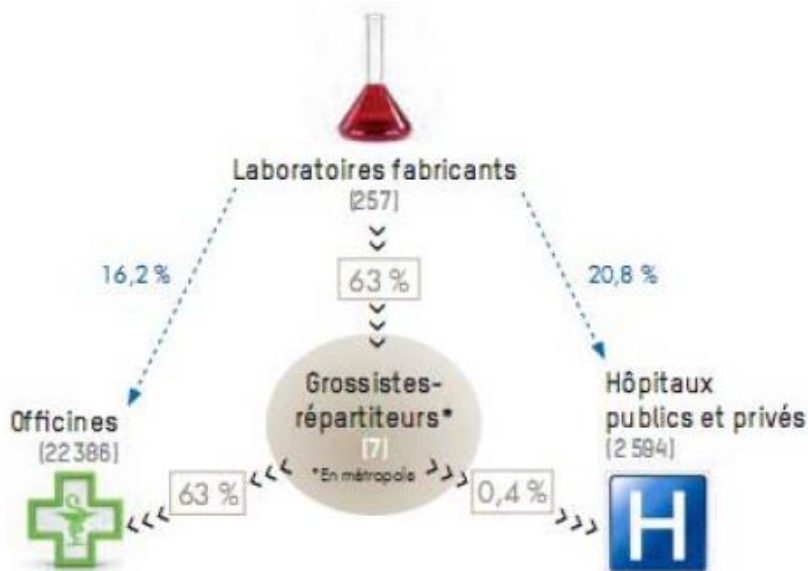 Laboratoires fabricants
(257)
16,2 %
63 %
20,8 %
Grossistes-
répartiteurs*
(7)
*En métropole
Officines
(22 386)
Hôpitaux
publics et privés
(2 594)
63 %
0,4 %
H